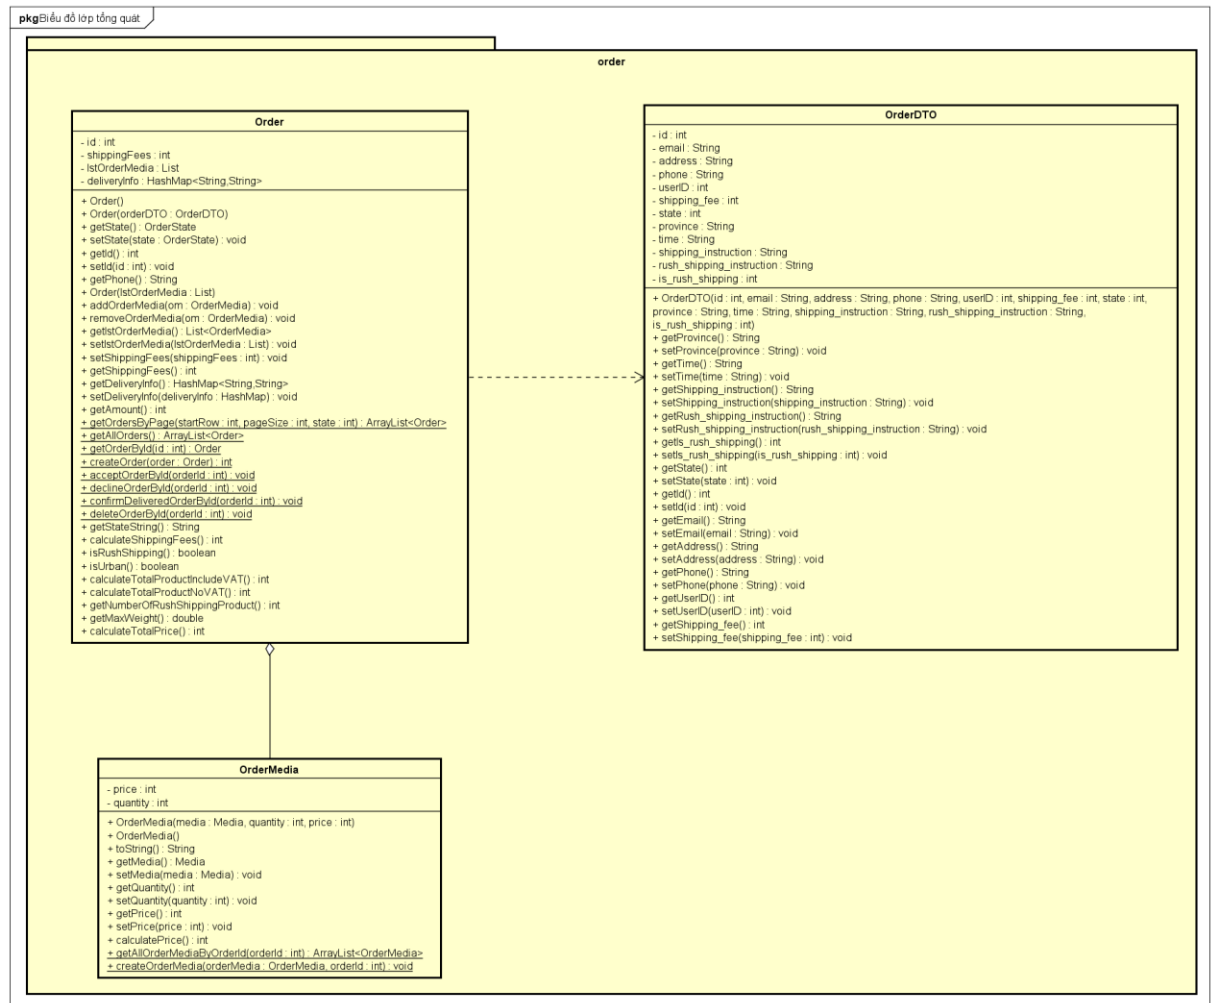 pkg Biểu đồ lớp tổng quát
order
Order
- id : int
- shippingFees : int
- lstOrderMedia : List
- deliveryInfo : HashMap<String,String>
+ Order()
+ Order(orderDTO : OrderDTO)
+ getState() : OrderState
+ setState(state : OrderState) : void
+ getId() : int
+ setId(id : int) : void
+ getPhone() : String
+ Order(lstOrderMedia : List)
+ addOrderMedia(om : OrderMedia) : void
+ removeOrderMedia(om : OrderMedia) : void
+ getlstOrderMedia() : List<OrderMedia>
+ setlstOrderMedia(lstOrderMedia : List) : void
+ setShippingFees(shippingFees : int) : void
+ getShippingFees() : int
+ getDeliveryInfo() : HashMap<String,String>
+ setDeliveryInfo(deliveryInfo : HashMap) : void
+ getAmount() : int
+ getOrdersByPage(startRow : int, pageSize : int, state : int) : ArrayList<Order>
+ getAllOrders() : ArrayList<Order>
+ getOrderById(id : int) : Order
+ createOrder(order : Order) : int
+ acceptOrderById(orderId : int) : void
+ declineOrderById(orderId : int) : void
+ confirmDeliveredOrderById(orderId : int) : void
+ deleteOrderById(orderId : int) : void
+ getStateString() : String
+ calculateShippingFees() : int
+ isRushShipping() : boolean
+ isUrban() : boolean
+ calculateTotalProductIncludeVAT() : int
+ calculateTotalProductNoVAT() : int
+ getNumberOfRushShippingProduct() : int
+ getMaxWeight() : double
+ calculateTotalPrice() : int
OrderDTO
- id : int
- email : String
- address : String
- phone : String
- userID : int
- shipping_fee : int
- state : int
- province : String
- time : String
- shipping_instruction : String
- rush_shipping_instruction : String
- is_rush_shipping : int
+ OrderDTO(id : int, email : String, address : String, phone : String, userID : int, shipping_fee : int, state : int,
province : String, time : String, shipping_instruction : String, rush_shipping_instruction : String,
is_rush_shipping : int)
+ getProvince() : String
+ setProvince(province : String) : void
+ getTime() : String
+ setTime(time : String) : void
+ getShipping_instruction() : String
+ setShipping_instruction(shipping_instruction : String) : void
+ getRush_shipping_instruction() : String
+ setRush_shipping_instruction(rush_shipping_instruction : String) : void
+ getIs_rush_shipping() : int
+ setIs_rush_shipping(is_rush_shipping : int) : void
+ getState() : int
+ setState(state : int) : void
+ getId() : int
+ setId(id : int) : void
+ getEmail() : String
+ setEmail(email : String) : void
+ getAddress() : String
+ setAddress(address : String) : void
+ getPhone() : String
+ setPhone(phone : String) : void
+ getUserID() : int
+ setUserID(userID : int) : void
+ getShipping_fee() : int
+ setShipping_fee(shipping_fee : int) : void
OrderMedia
- price : int
- quantity : int
+ OrderMedia(media : Media, quantity : int, price : int)
+ OrderMedia()
+ toString() : String
+ getMedia() : Media
+ setMedia(media : Media) : void
+ getQuantity() : int
+ setQuantity(quantity : int) : void
+ getPrice() : int
+ setPrice(price : int) : void
+ calculatePrice() : int
+ getAllOrderMediaByOrderId(orderId : int) : ArrayList<OrderMedia>
+ createOrderMedia(orderMedia : OrderMedia, orderId : int) : void